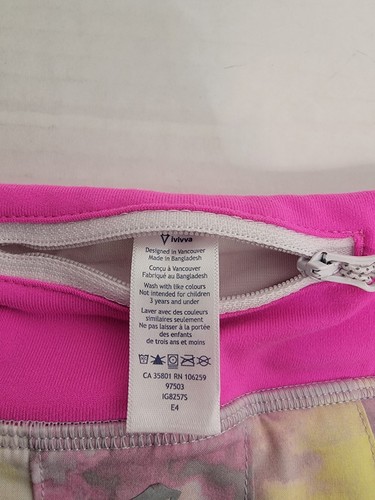 ivivva
Designed in Vancouver
Made in Bangladesh
Conçu à Vancouver
Fabriqué au Bangladesh
Wash with like colours
Not intended for children
3 years and under
Laver avec des couleurs
similaires seulement
Ne pas laisser à la portée
des enfants
de trois ans et moins
CA 35801 RN 106259
97503
IG8257S
E4